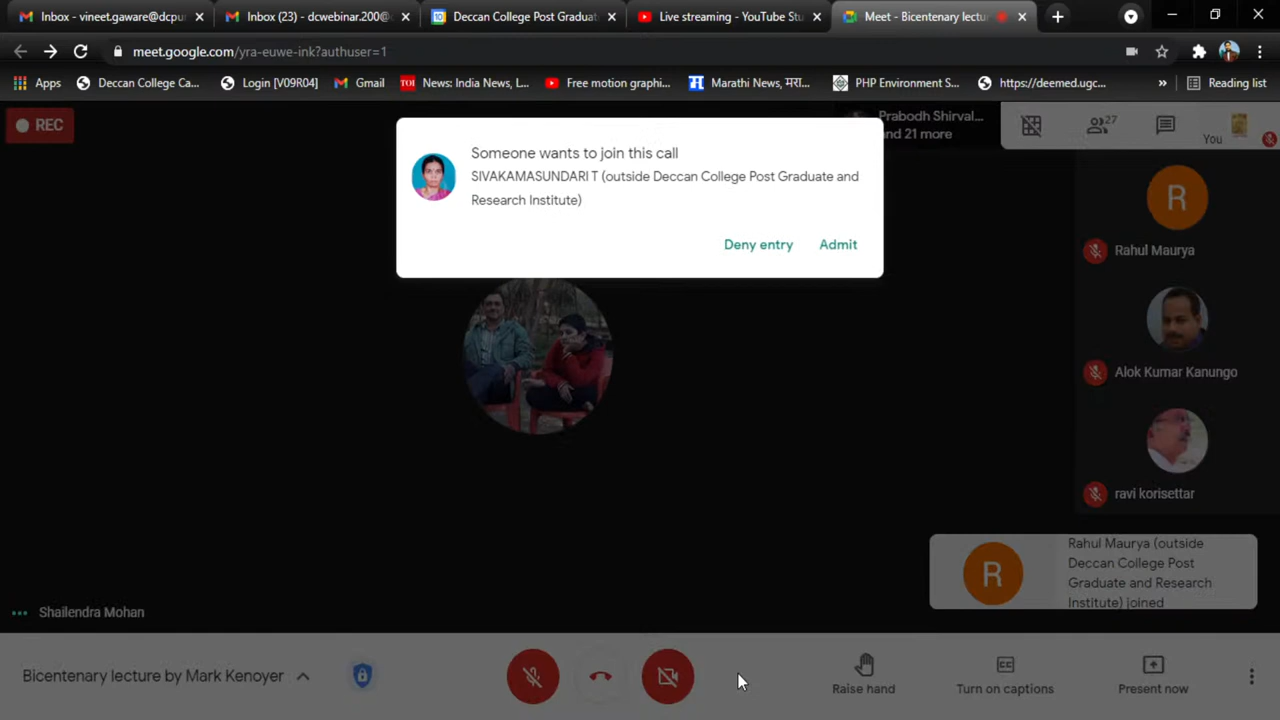 Inbox - vineet.gaware@dcpu
Inbox (23) - dcwebinar.200@
Deccan College Post Graduat
Live streaming - YouTube Stu
Meet - Bicentenary lectu
meet.google.com/yra-euwe-ink?authuser=1
Apps
Deccan College Ca...
Login [V09R04]
Gmail
TOI
News: India News, L...
Free motion graphi...
Marathi News, मरा...
PHP Environment S...
https://deemed.ugc...
»
Reading list
REC
Prabodh Shirval...
and 21 more
27
You
Someone wants to join this call
SIVAKAMASUNDARI T (outside Deccan College Post Graduate and
Research Institute)
Deny entry
Admit
R
Rahul Maurya
Alok Kumar Kanungo
ravi korisettar
R
Rahul Maurya (outside
Deccan College Post
Graduate and Research
Institute) joined
Shailendra Mohan
Bicentenary lecture by Mark Kenoyer
CC
Raise hand
Turn on captions
Present now